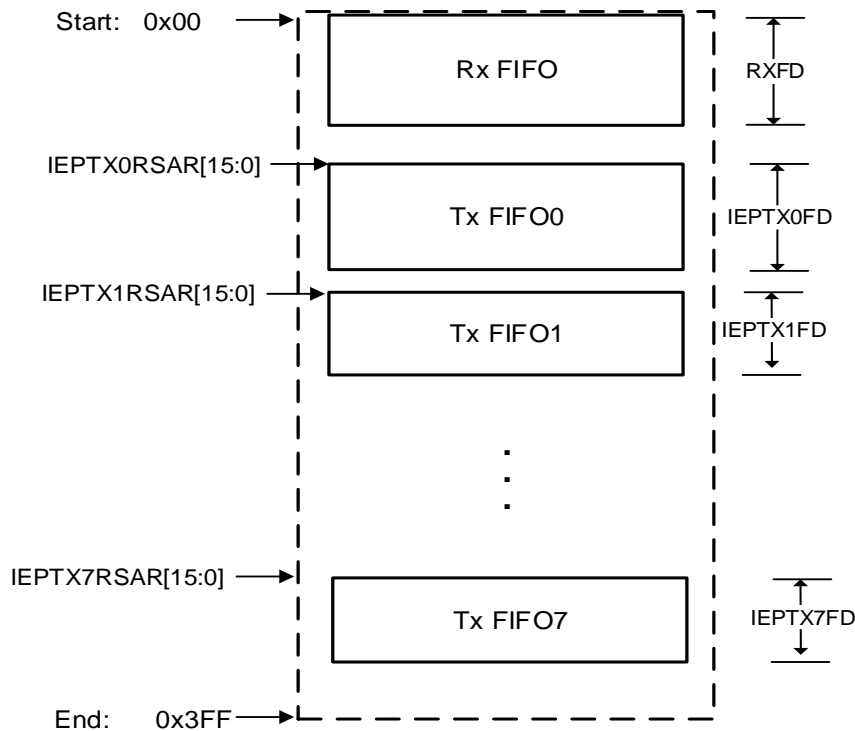 Start: 0x00
Rx FIFO
RXFD
IEPTX0RSAR[15:0]
Tx FIFO0
IEPTX0FD
IEPTX1RSAR[15:0]
Tx FIFO1
IEPTX1FD
IEPTX7RSAR[15:0]
Tx FIFO7
IEPTX7FD
End: 0x3FF